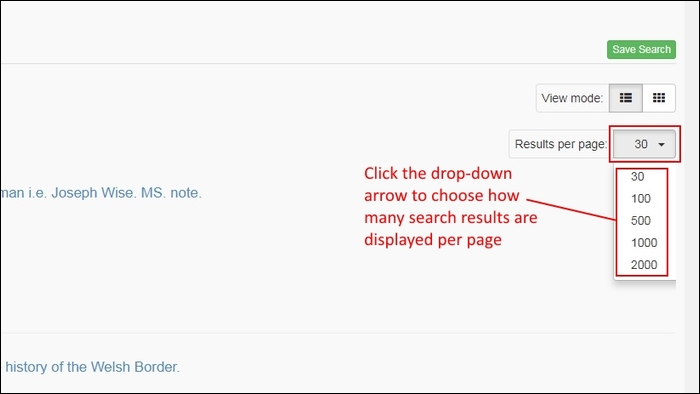 Save Search
View mode:
Results per page: 30
30
100
500
1000
2000
Click the drop-down
arrow to choose how
many search results are
displayed per page
man i.e. Joseph Wise. MS. note.
history of the Welsh Border.